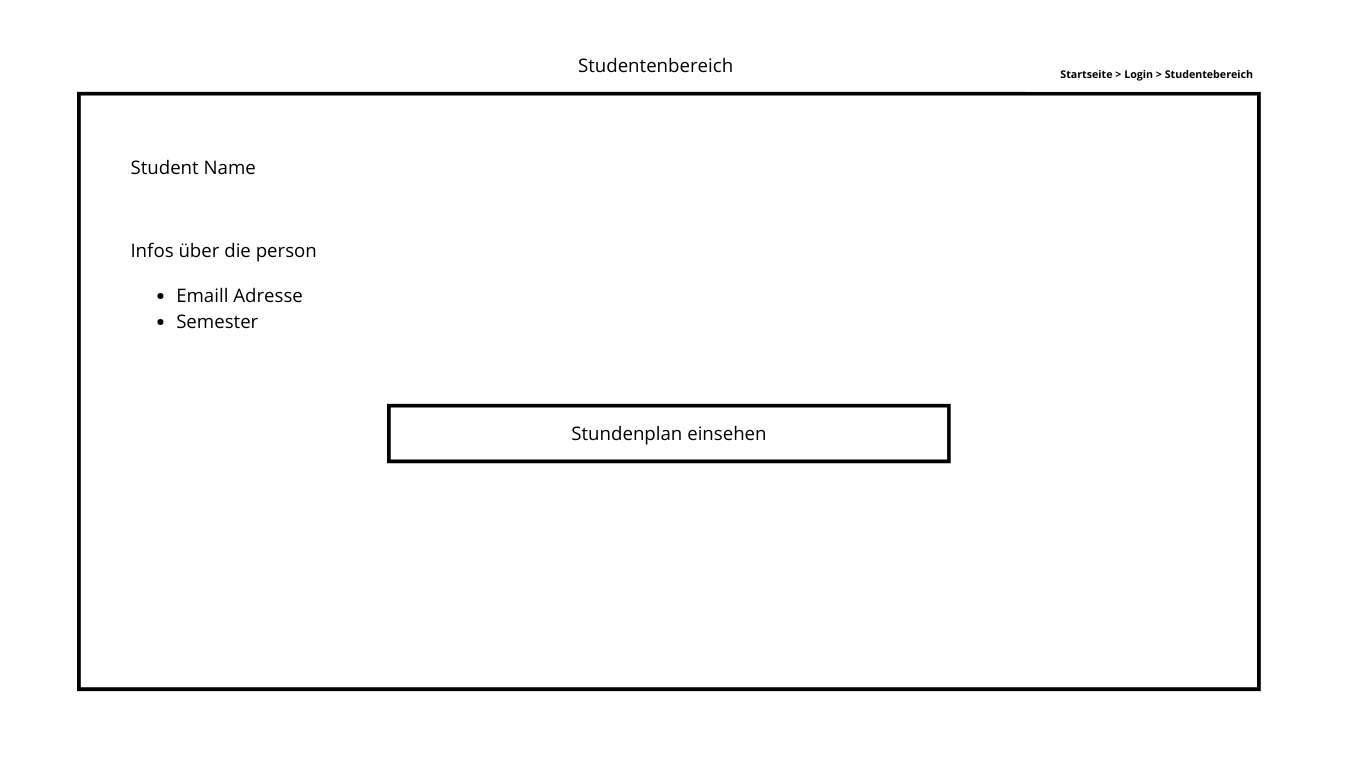 Studentenbereich
Startseite > Login > Studentebereich
Student Name
Infos über die person
• Emaill Adresse
• Semester
Stundenplan einsehen